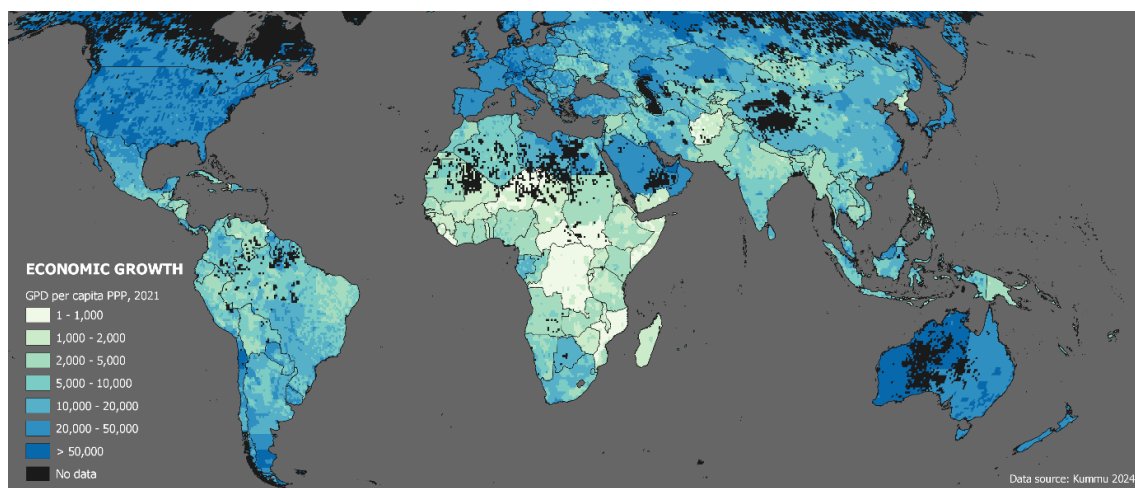 ECONOMIC GROWTH
GPD per capita PPP, 2021
1 - 1,000
1,000 - 2,000
2,000 - 5,000
5,000 - 10,000
10,000 - 20,000
20,000 - 50,000
> 50,000
No data
Data source: Kummu 2024